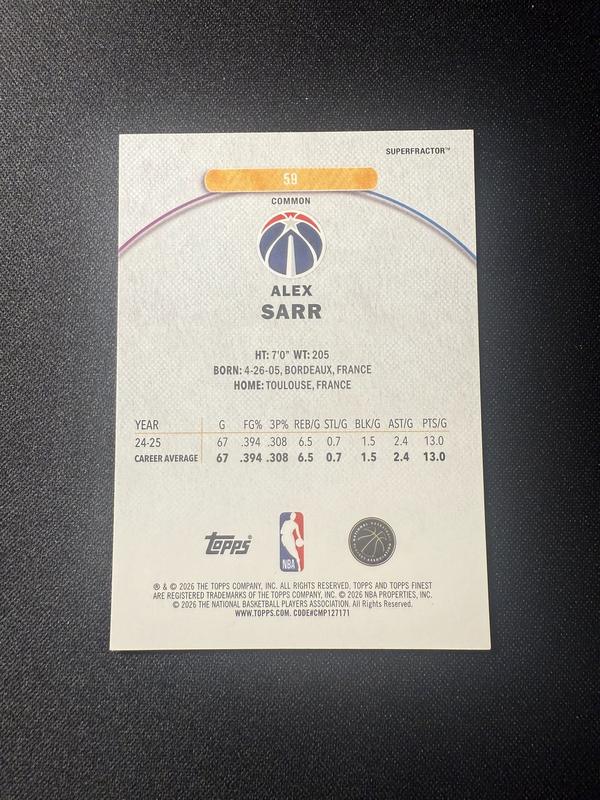 SUPERFRACTOR™
59
COMMON
ALEX
SARR
HT: 7'0" WT: 205
BORN: 4-26-05, BORDEAUX, FRANCE
HOME: TOULOUSE, FRANCE
YEAR G FG% 3P% REB/G STL/G BLK/G AST/G PTS/G
24-25 67 .394 .308 6.5 0.7 1.5 2.4 13.0
CAREER AVERAGE 67 .394 .308 6.5 0.7 1.5 2.4 13.0
Topps
NBA
® & © 2026 THE TOPPS COMPANY, INC. ALL RIGHTS RESERVED. TOPPS AND TOPPS FINEST
ARE REGISTERED TRADEMARKS OF THE TOPPS COMPANY, INC. © 2026 NBA PROPERTIES, INC.
© 2026 THE NATIONAL BASKETBALL PLAYERS ASSOCIATION. All Rights Reserved.
WWW.TOPPS.COM. CODE#CMP127171